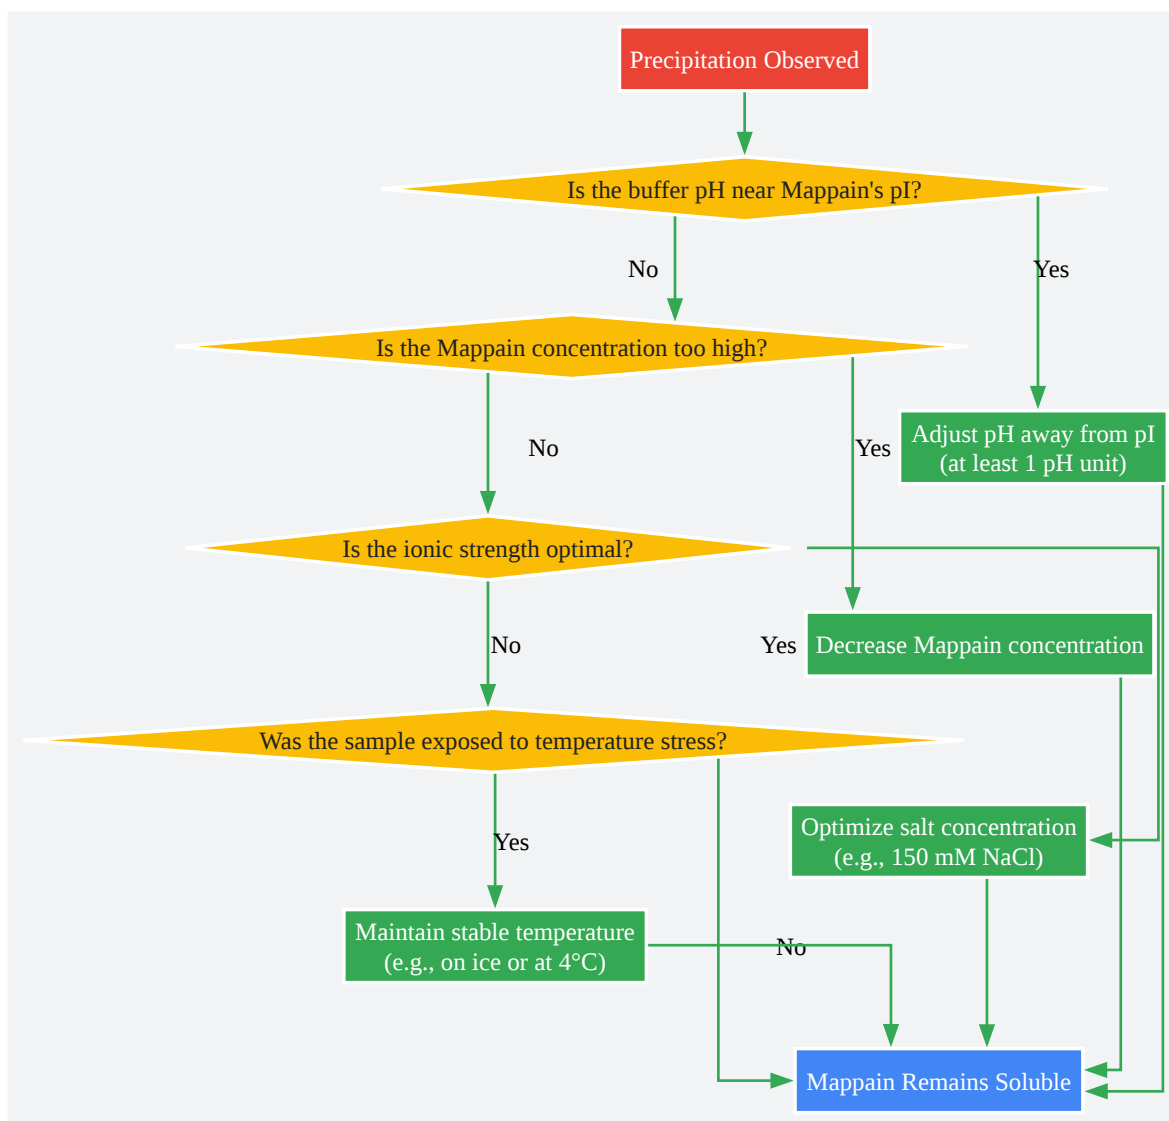 Precipitation Observed
Is the buffer pH near Mappain's pI?
No
Yes
Is the Mappain concentration too high?
Adjust pH away from pI
(at least 1 pH unit)
No
Yes
Is the ionic strength optimal?
No
Yes
Decrease Mappain concentration
Was the sample exposed to temperature stress?
Optimize salt concentration
(e.g., 150 mM NaCl)
Yes
Maintain stable temperature
(e.g., on ice or at 4°C)
No
Mappain Remains Soluble